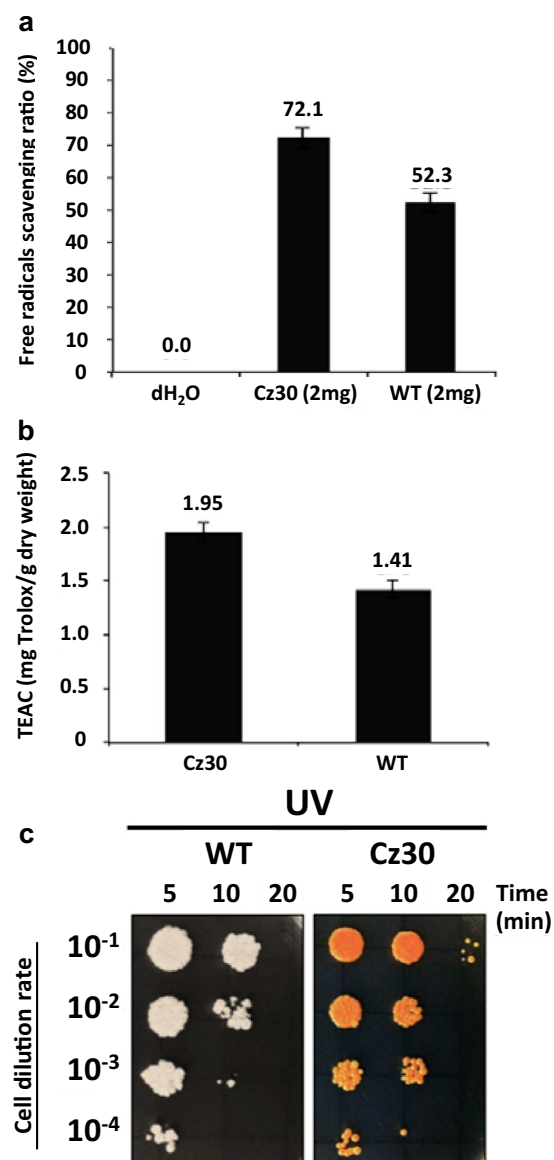 a
Free radicals scavenging ratio (%)
100
90
80
70
60
50
40
30
20
10
0
0.0
72.1
52.3
dH₂O
Cz30 (2mg)
WT (2mg)
b
TEAC (mg Trolox/g dry weight)
2.5
2.0
1.5
1.0
0.5
0
1.95
1.41
Cz30
WT
c
UV
WT
Cz30
5 10 20 5 10 20 Time
(min)
Cell dilution rate
10⁻¹
10⁻²
10⁻³
10⁻⁴